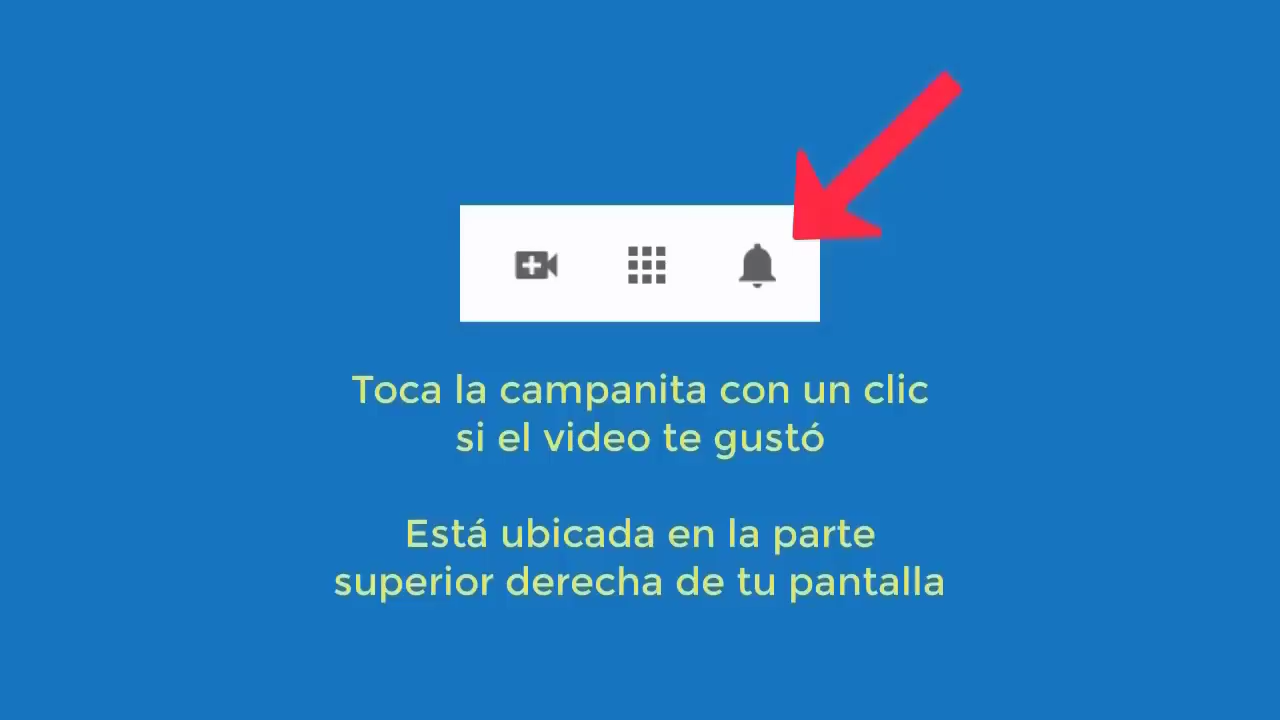 Toca la campanita con un clic
si el video te gustó
Está ubicada en la parte
superior derecha de tu pantalla